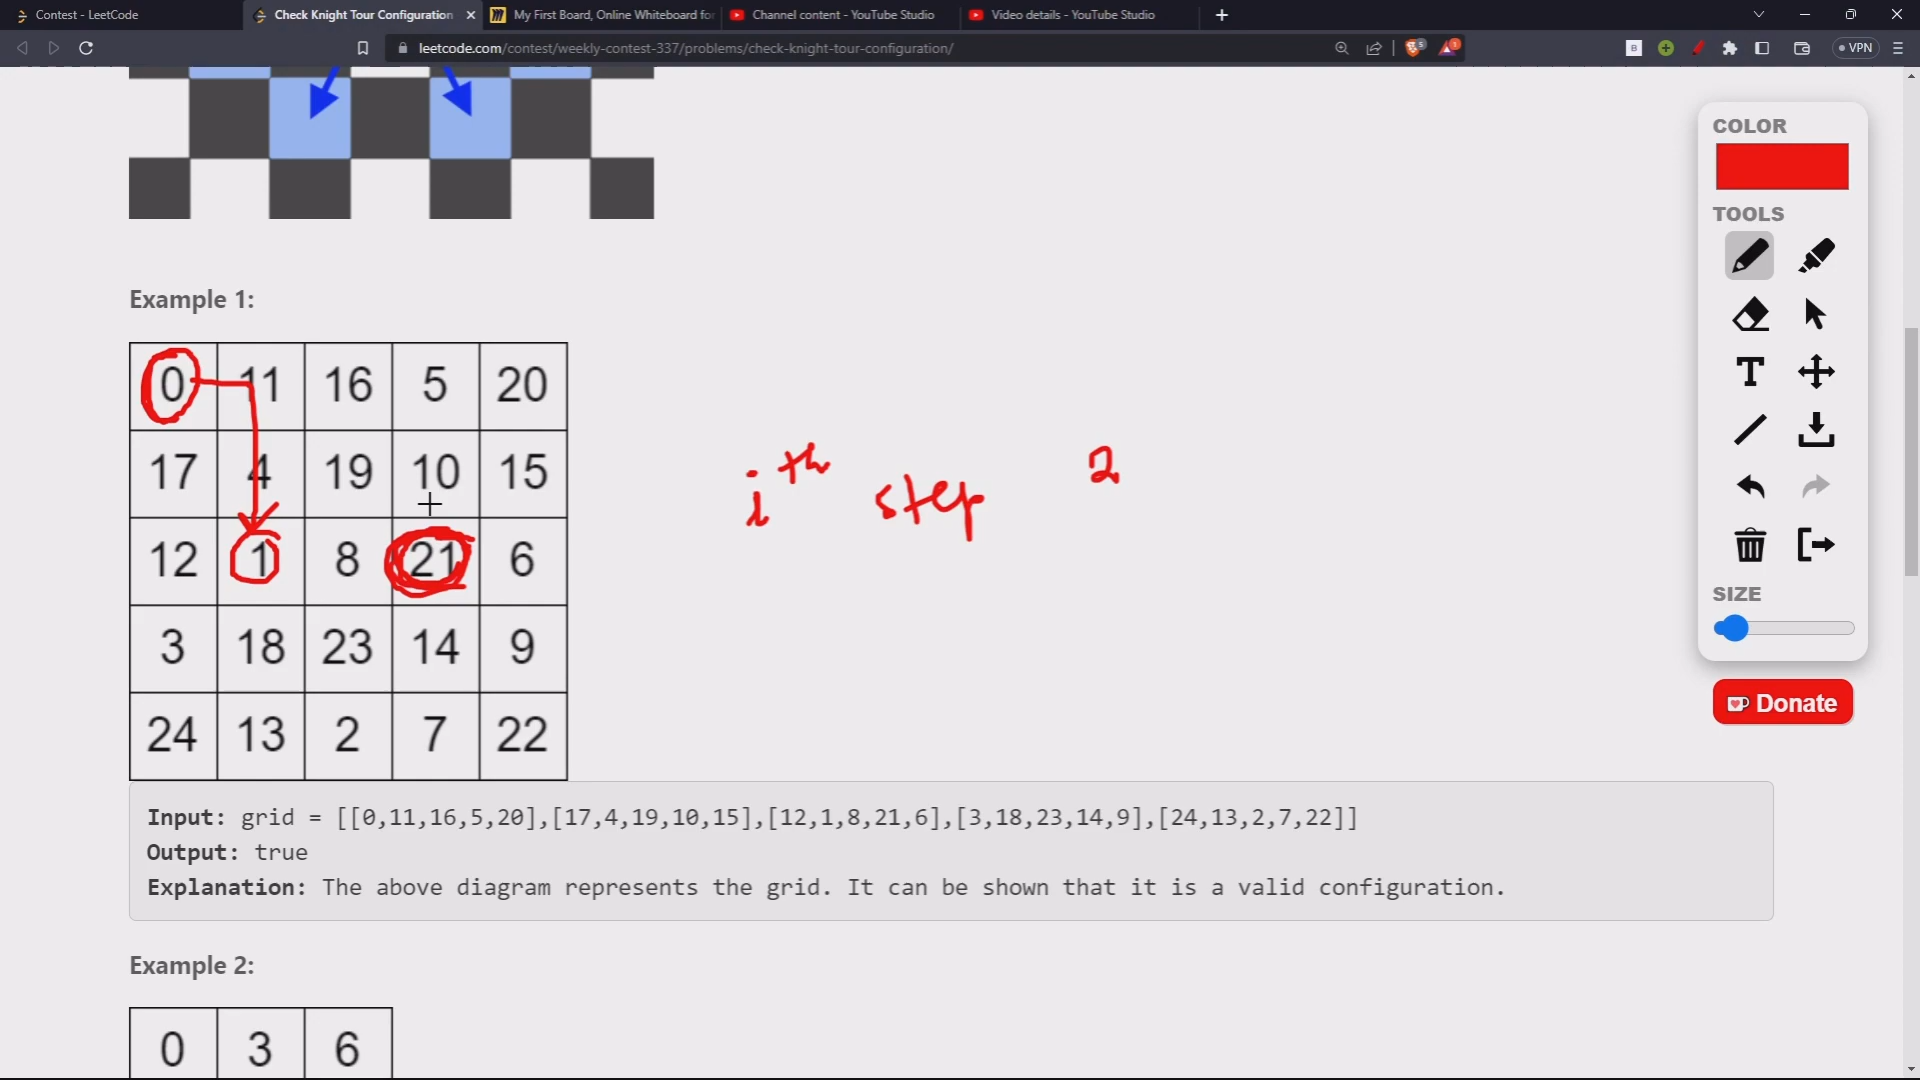 Contest - LeetCode
Check Knight Tour Configuration
My First Board, Online Whiteboard for
Channel content - YouTube Studio
Video details - YouTube Studio
leetcode.com/contest/weekly-contest-337/problems/check-knight-tour-configuration/
VPN
COLOR
TOOLS
SIZE
Donate
Example 1:
0 11 16 5 20
17 4 19 10 15
12 1 8 21 6
3 18 23 14 9
24 13 2 7 22
i th step 2
Input: grid = [[0,11,16,5,20],[17,4,19,10,15],[12,1,8,21,6],[3,18,23,14,9],[24,13,2,7,22]]
Output: true
Explanation: The above diagram represents the grid. It can be shown that it is a valid configuration.
Example 2:
0 3 6